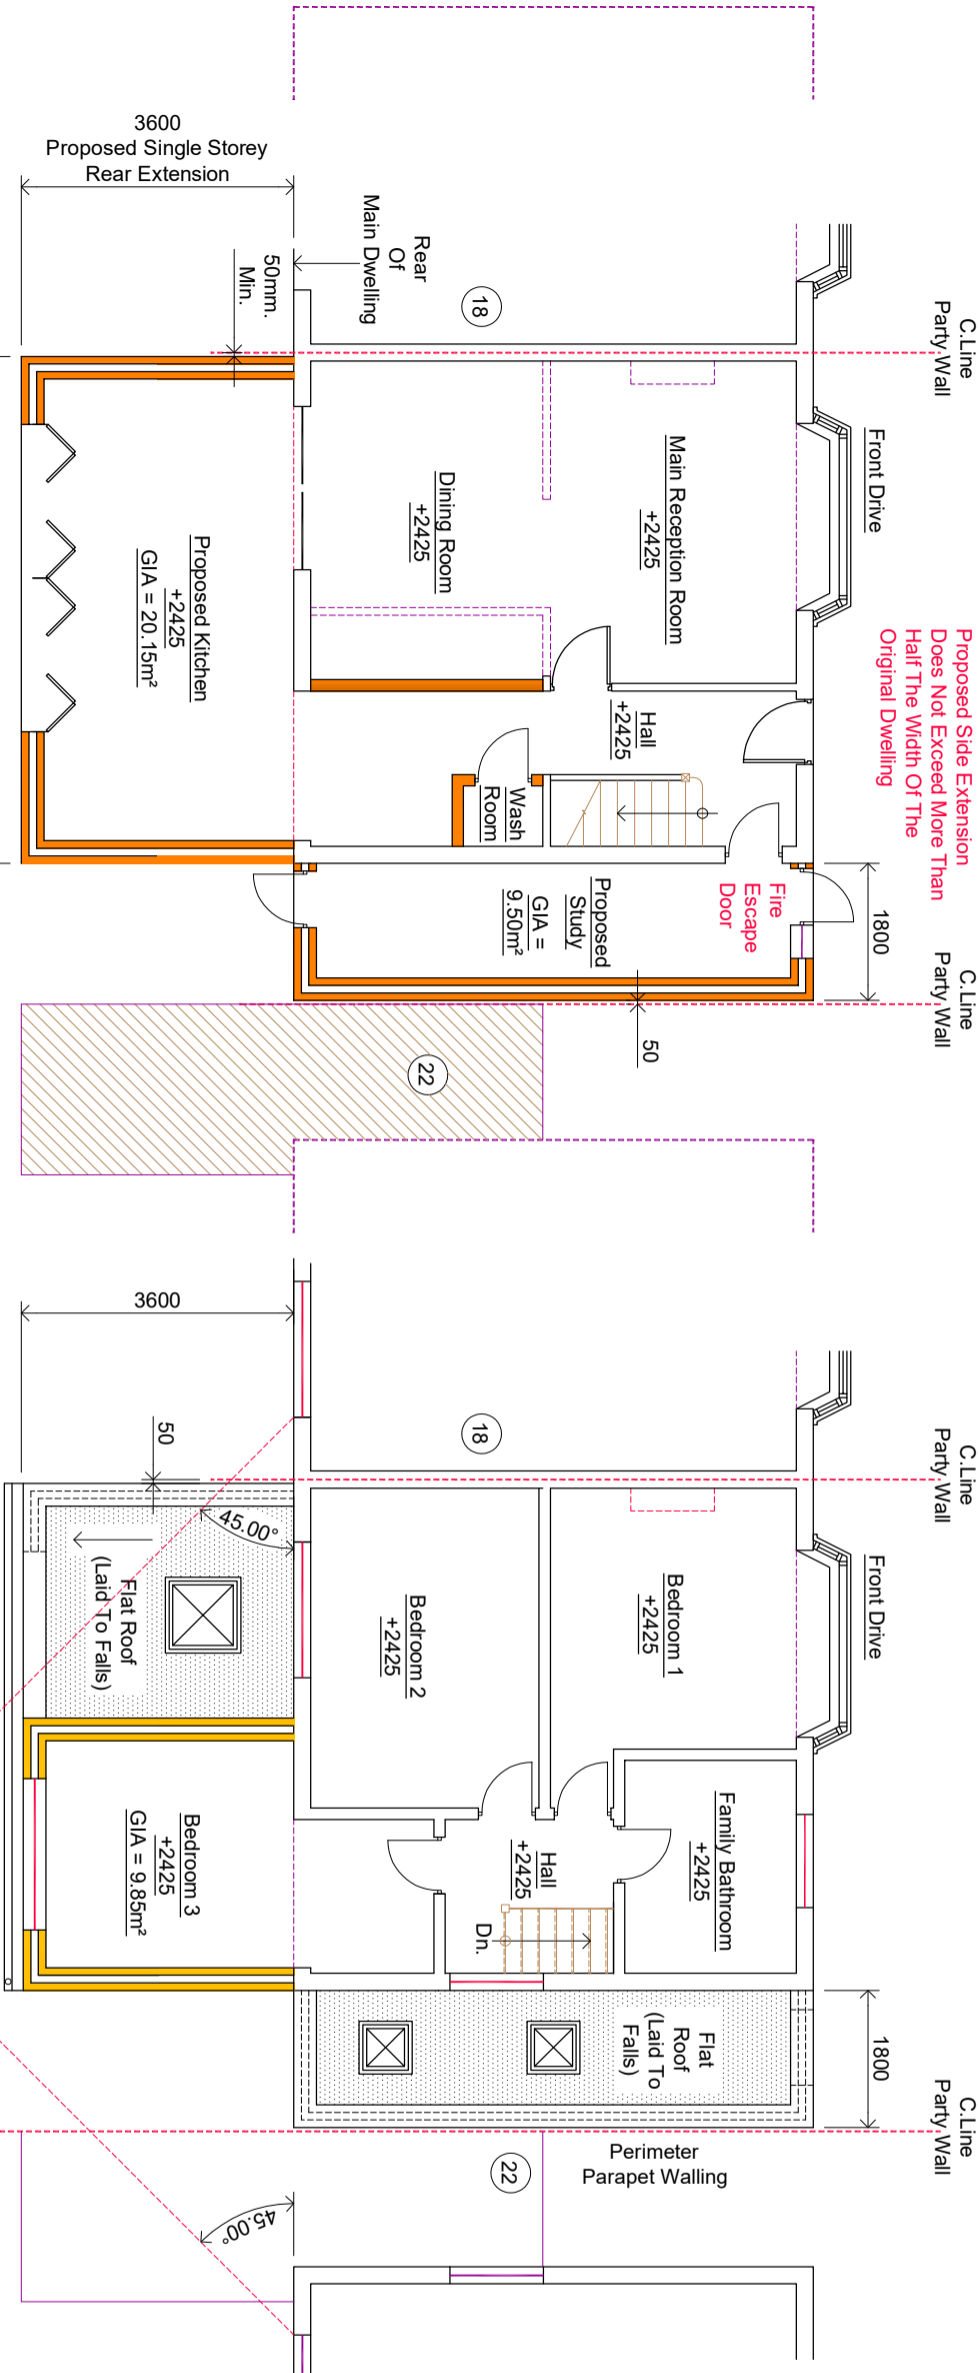 3600
Proposed Single Storey
Rear Extension
50mm.
Min.
Rear
Of
Main Dwelling
18
C.Line
Party Wall
Front Drive
Main Reception Room
+2425
Dining Room
+2425
Proposed Kitchen
+2425
GIA = 20.15m²
Proposed Side Extension
Does Not Exceed More Than
Half The Width Of The
Original Dwelling
Hall
+2425
Wash
Room
Fire
Escape
Door
Proposed
Study
GIA =
9.50m²
1800
C.Line
Party Wall
50
22
3600
50
18
C.Line
Party Wall
Front Drive
45.00°
Flat Roof
(Laid To Falls)
Bedroom 1
+2425
Bedroom 2
+2425
Bedroom 3
+2425
GIA = 9.85m²
Family Bathroom
+2425
Hall
+2425
Dn.
Flat
Roof
(Laid To
Falls)
1800
C.Line
Party Wall
Perimeter
Parapet Walling
22
45.00°